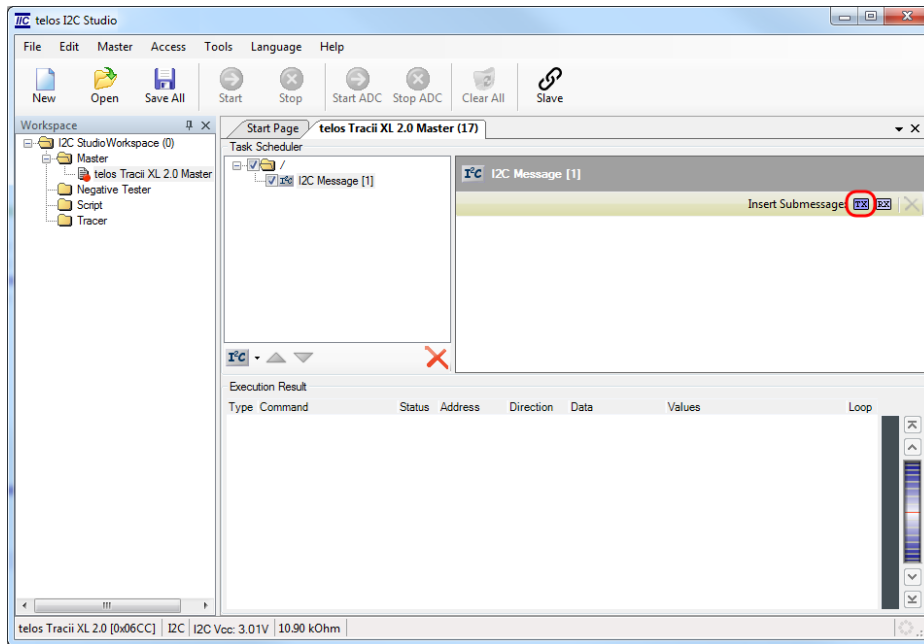 IIC telos I2C Studio
File Edit Master Access Tools Language Help
New Open Save All Start Stop Start ADC Stop ADC Clear All Slave
Workspace
I2C StudioWorkspace (0)
Master
telos Tracii XL 2.0 Master
Negative Tester
Script
Tracer
Start Page telos Tracii XL 2.0 Master (17)
Task Scheduler
/
I²C I2C Message [1]
I²C I2C Message [1]
Insert Submessage: TX RX
I²C
Execution Result
Type Command Status Address Direction Data Values Loop
telos Tracii XL 2.0 [0x06CC] I2C I2C Vcc: 3.01V 10.90 kOhm